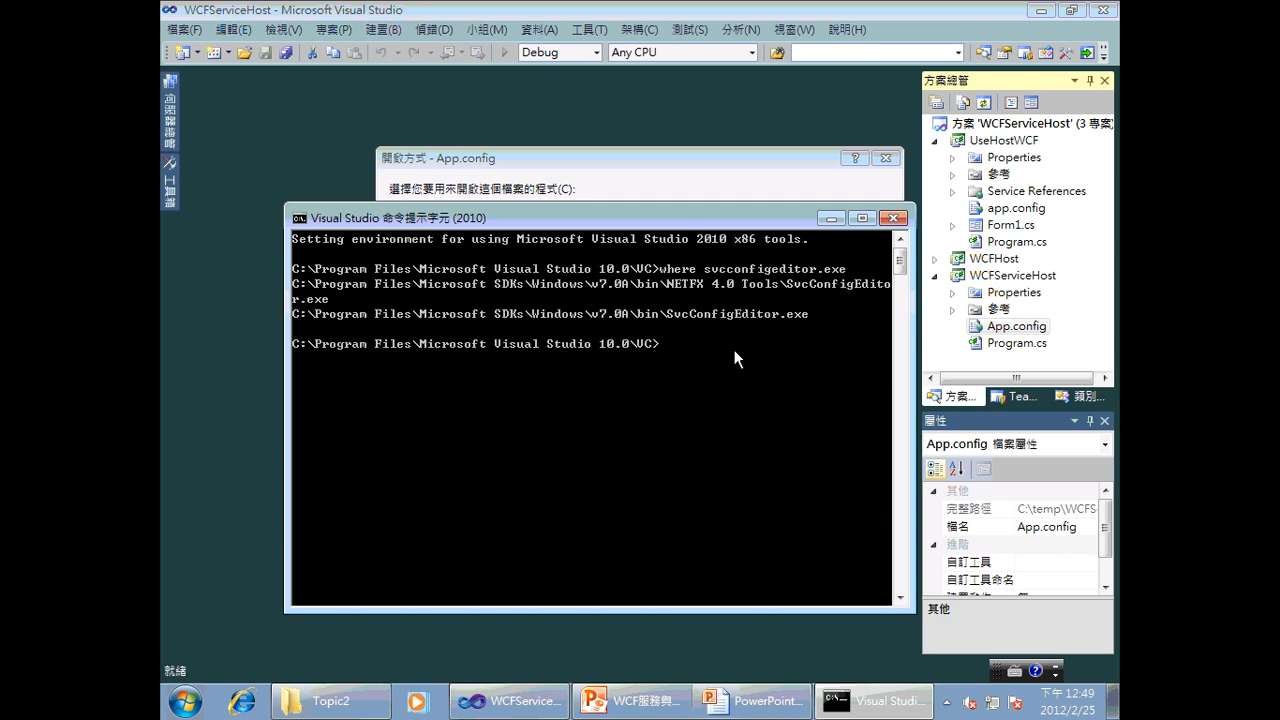 WCFServiceHost - Microsoft Visual Studio
檔案(F) 編輯(E) 檢視(V) 專案(P) 建置(B) 偵錯(D) 小組(M) 資料(A) 工具(T) 架構(C) 測試(S) 分析(N) 視窗(W) 說明(H)
Debug Any CPU
伺服器總管
工具箱
開啟方式 - App.config
選擇您要用來開啟這個檔案的程式(C):
Visual Studio 命令提示字元 (2010)
Setting environment for using Microsoft Visual Studio 2010 x86 tools.
C:\Program Files\Microsoft Visual Studio 10.0\VC>where svcconfigeditor.exe
C:\Program Files\Microsoft SDKs\Windows\v7.0A\bin\NETFX 4.0 Tools\SvcConfigEdito
r.exe
C:\Program Files\Microsoft SDKs\Windows\v7.0A\bin\SvcConfigEditor.exe
C:\Program Files\Microsoft Visual Studio 10.0\VC>
方案總管
方案 'WCFServiceHost' (3 專案)
UseHostWCF
Properties
參考
Service References
app.config
Form1.cs
Program.cs
WCFHost
WCFServiceHost
Properties
參考
App.config
Program.cs
方案... Tea... 類別...
屬性
App.config 檔案屬性
其他
完整路徑 C:\temp\WCFS
檔名 App.config
進階
自訂工具
自訂工具命名
其他
就緒
Topic2
WCFService...
WCF服務與...
PowerPoint...
Visual Studi...
下午 12:49
2012/2/25